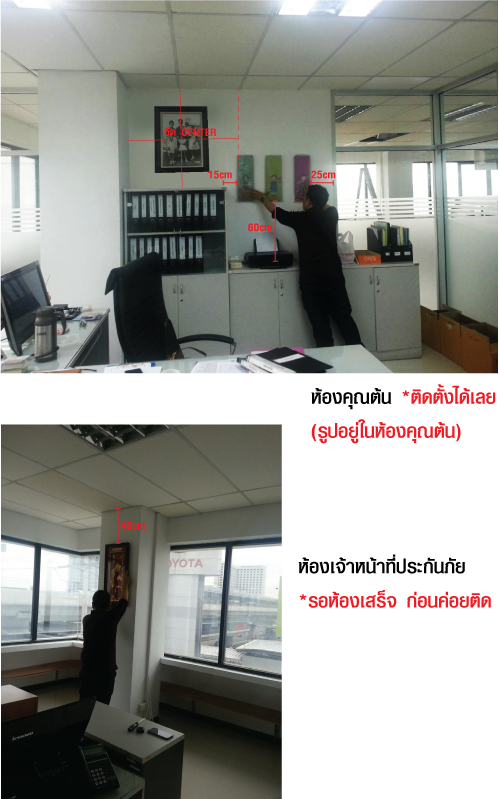 จัด CENTER
15cm
25cm
60cm
ห้องคุณต้น *ติดตั้งได้เลย
(รูปอยู่ในห้องคุณต้น)
40cm
TOYOTA
ห้องเจ้าหน้าที่ประกันภัย
*รอห้องเสร็จ ก่อนค่อยติด
lenovo